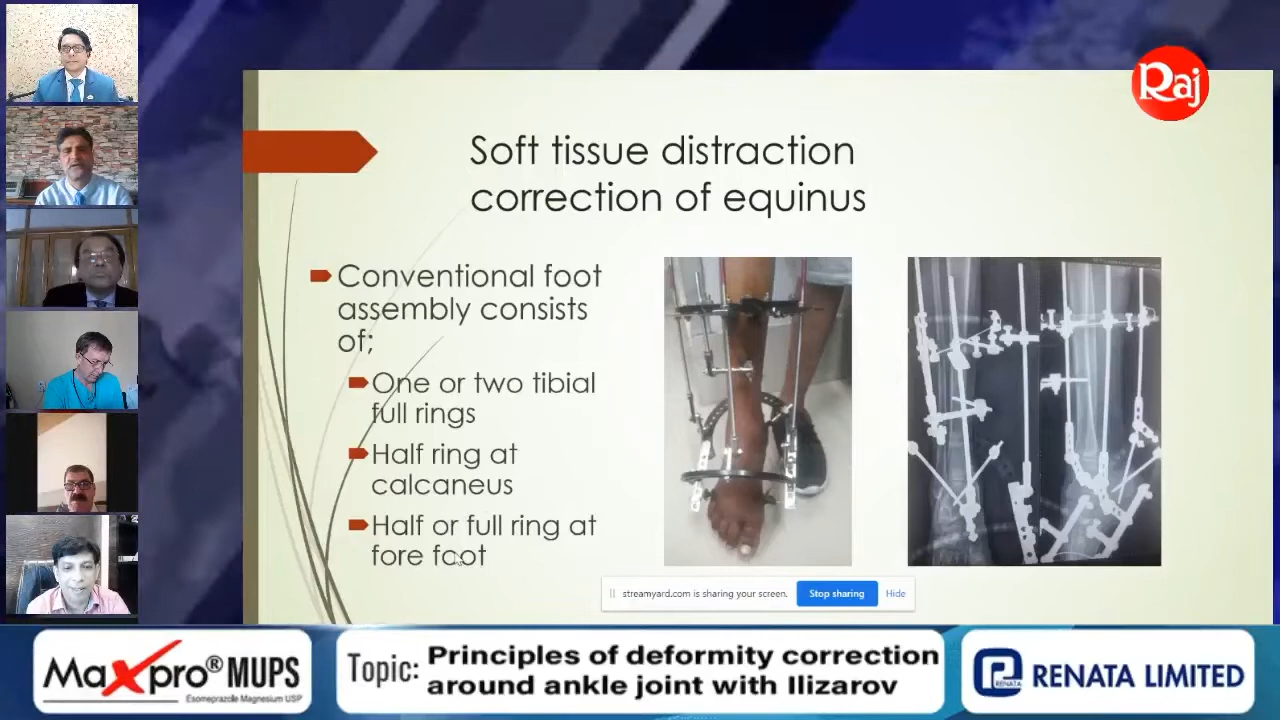 Raj
Soft tissue distraction
correction of equinus
Conventional foot
assembly consists
of;
One or two tibial
full rings
Half ring at
calcaneus
Half or full ring at
fore foot
streamyard.com is sharing your screen.
Stop sharing
Hide
Maxpro® MUPS
Esomeprazole Magnesium USP
Topic:
Principles of deformity correction
around ankle joint with Ilizarov
RENATA
RENATA LIMITED